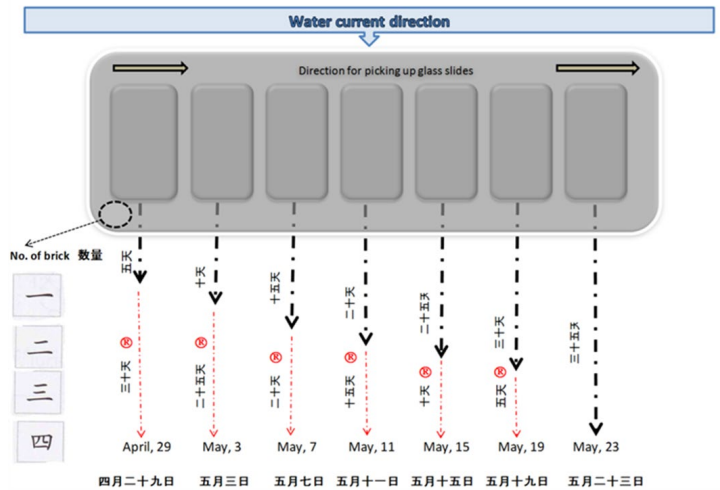 Water current direction
Direction for picking up glass slides
No. of brick 数量
一
二
三
四
五天
十天
十五天
二十天
二十五天
三十天
三十五天
Ⓡ Ⓡ Ⓡ Ⓡ Ⓡ Ⓡ
三十天
二十五天
二十天
十五天
十天
五天
April, 29 May, 3 May, 7 May, 11 May, 15 May, 19 May, 23
四月二十九日 五月三日 五月七日 五月十一日 五月十五日 五月十九日 五月二十三日